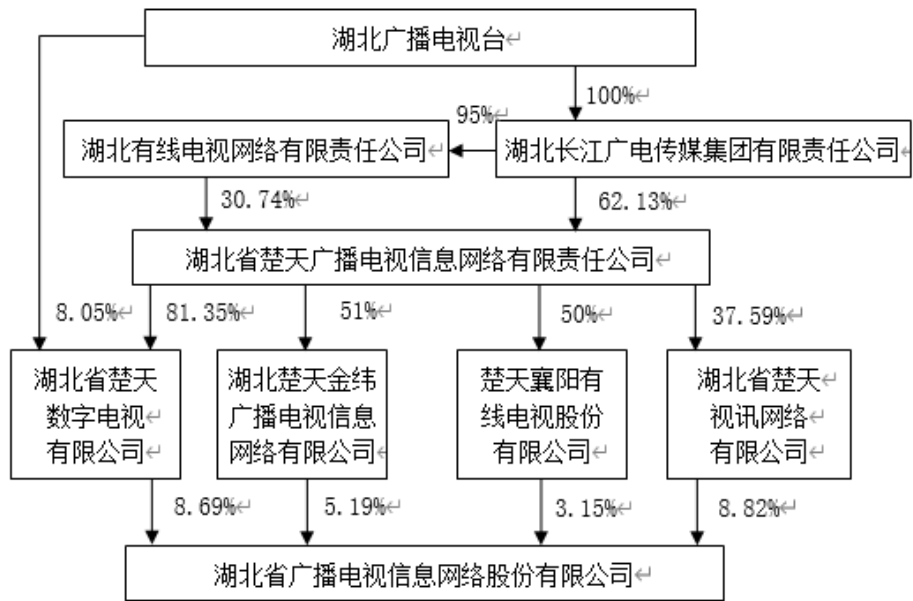 湖北广播电视台↵
100%↵
95%
湖北有线电视网络有限责任公司↵
湖北长江广电传媒集团有限责任公司↵
30.74%↵
62.13%↵
湖北省楚天广播电视信息网络有限责任公司↵
8.05%↵
81.35%↵
51%
50%↵
37.59%↵
湖北省楚天
数字电视↵
有限公司↵
湖北楚天金纬
广播电视信息
网络有限公司↵
楚天襄阳有
线电视股份
有限公司↵
湖北省楚天↵
视讯网络↵
有限公司↵
8.69%↵
5.19%↵
3.15%↵
8.82%↵
湖北省广播电视信息网络股份有限公司↵